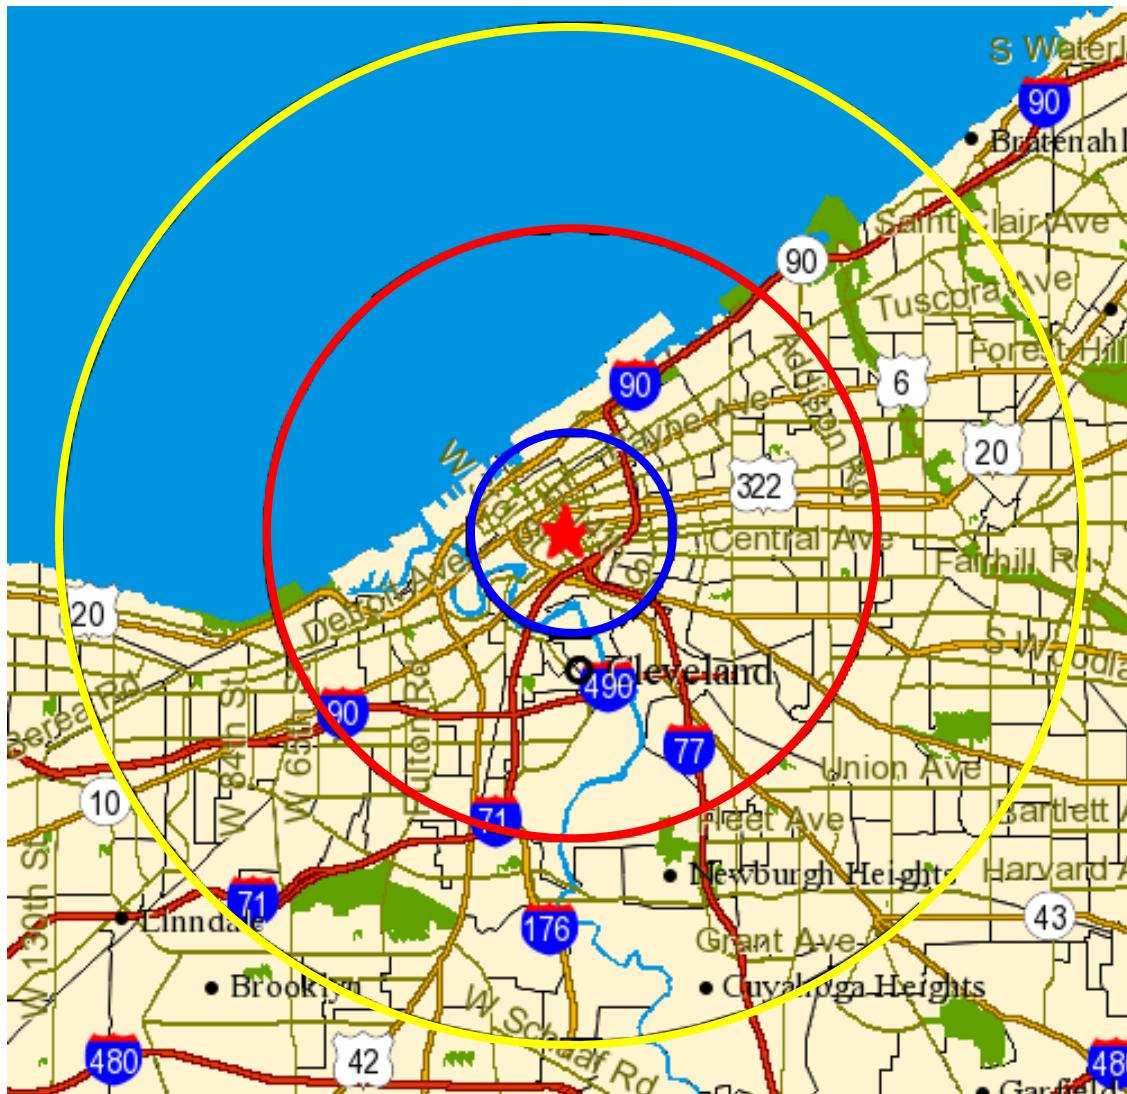 S Waterl
90
Bratenahl
Saint Clair Ave
90
Tuscora Ave
Forest Hill
Addison Rd
90
6
Payne Ave
20
322
W
Central Ave
Fairhill Rd
20
Detroit Ave
S Woodla
Cleveland
490
Berea Rd
W 84th St
W 65th S
Fulton Re
90
77
Union Ave
10
71
Fleet Ave
Bartlett A
Newburgh Heights
Harvard A
W 130th St
71
Linndale
176
43
Grant Ave
Brooklyn
Cuyahoga Heights
W Schaaf Rd
480
42
480
Garfield